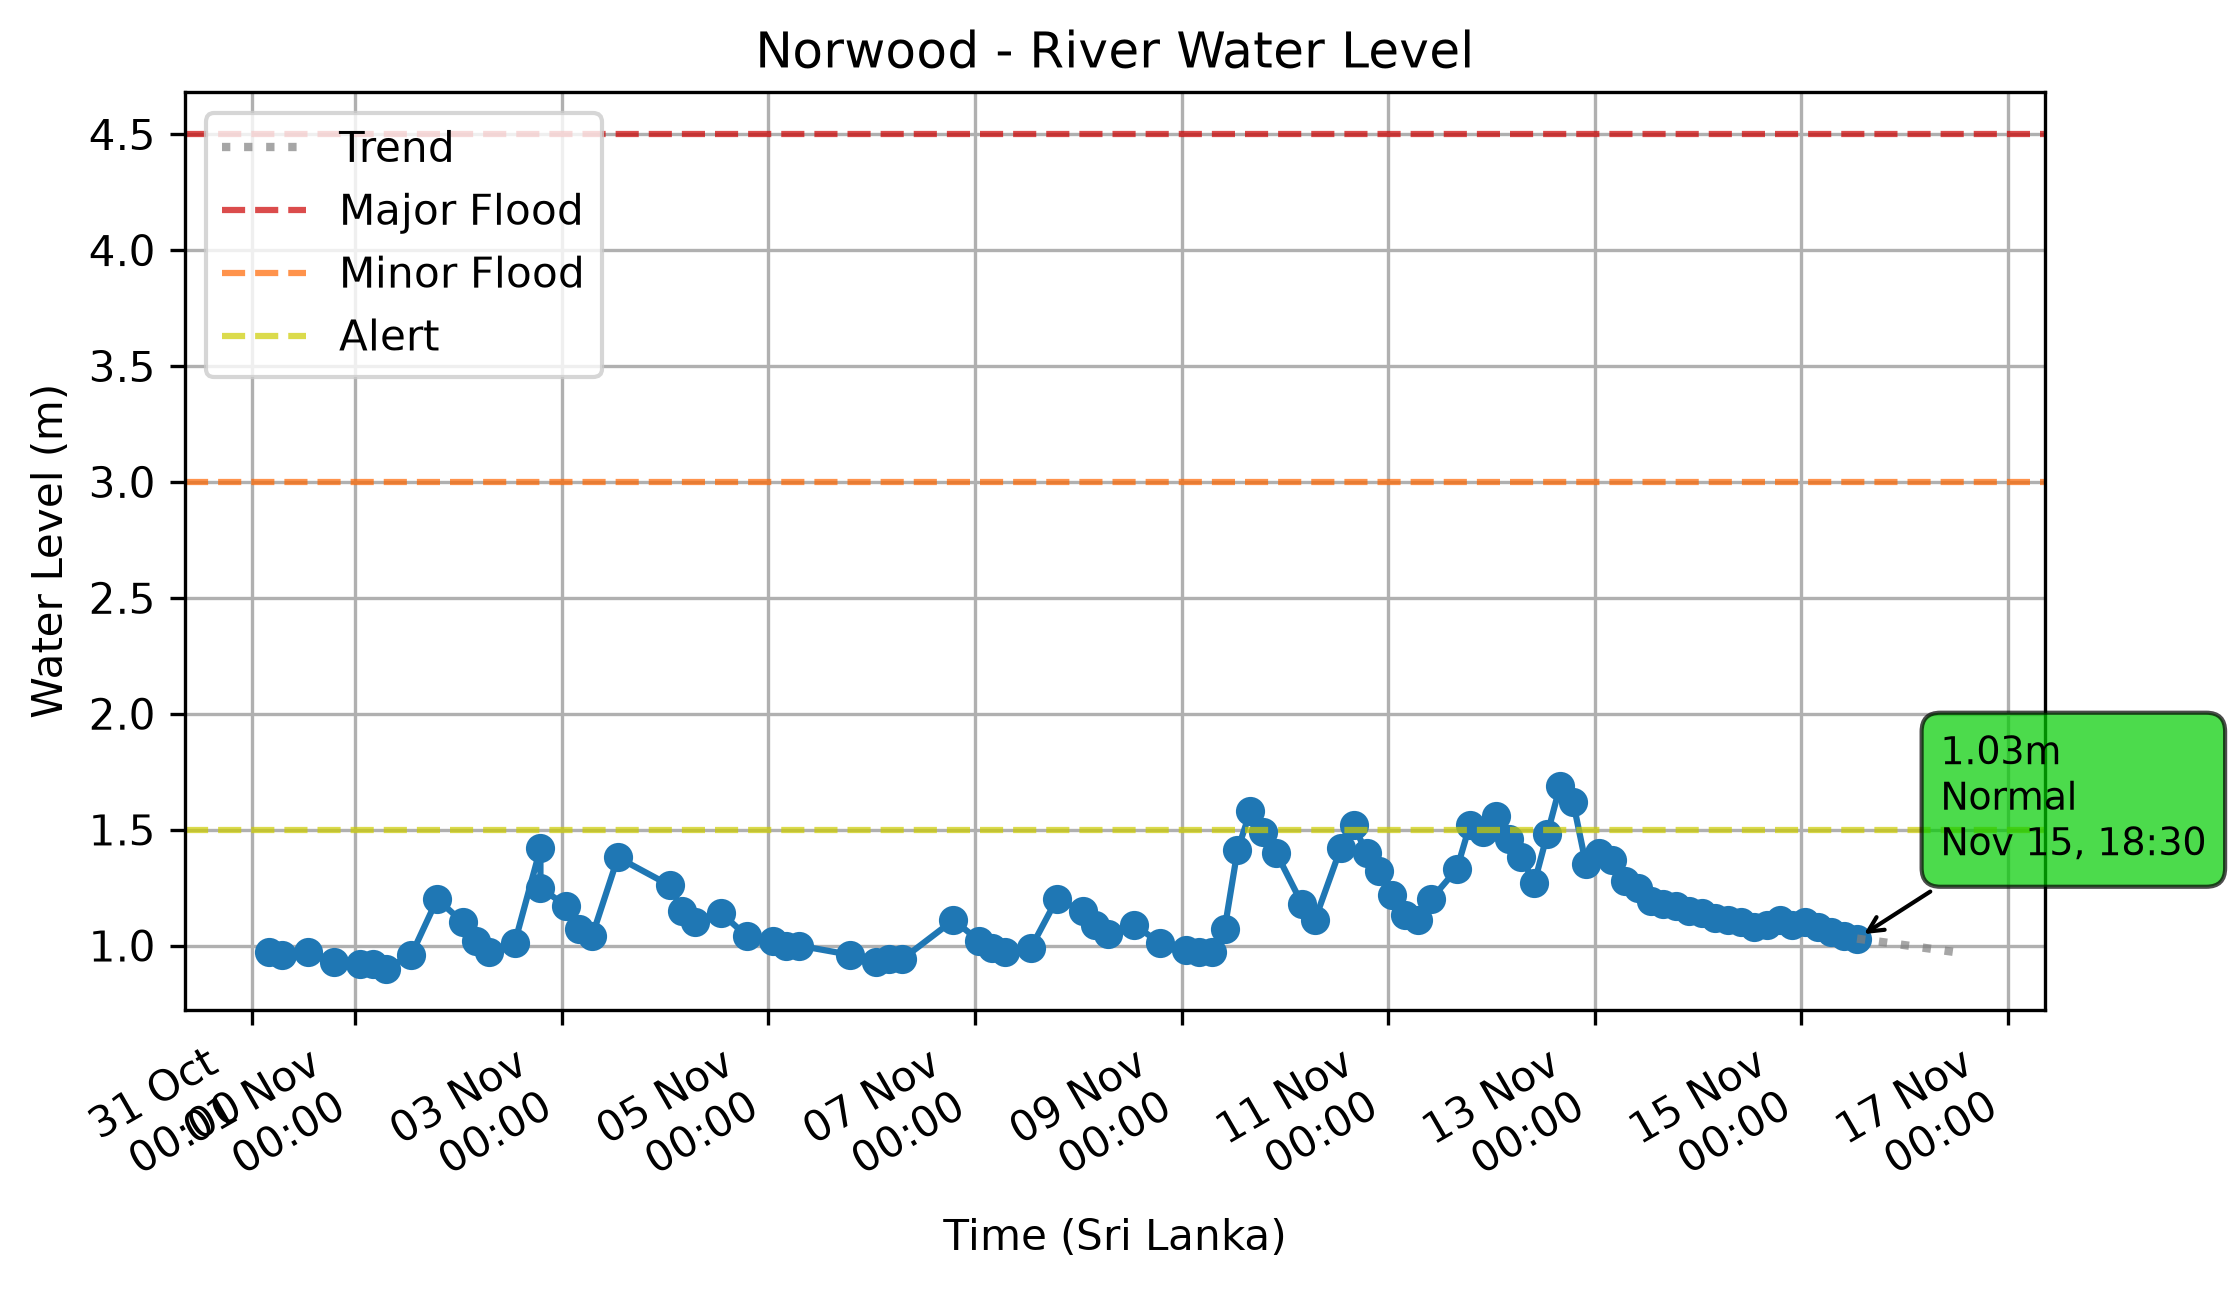 Norwood - River Water Level
Trend
Major Flood
Minor Flood
Alert
4.5
4.0
3.5
3.0
2.5
2.0
1.5
1.0
Water Level (m)
1.03m
Normal
Nov 15, 18:30
31 Oct
00:00
01 Nov
00:00
03 Nov
00:00
05 Nov
00:00
07 Nov
00:00
09 Nov
00:00
11 Nov
00:00
13 Nov
00:00
15 Nov
00:00
17 Nov
00:00
Time (Sri Lanka)